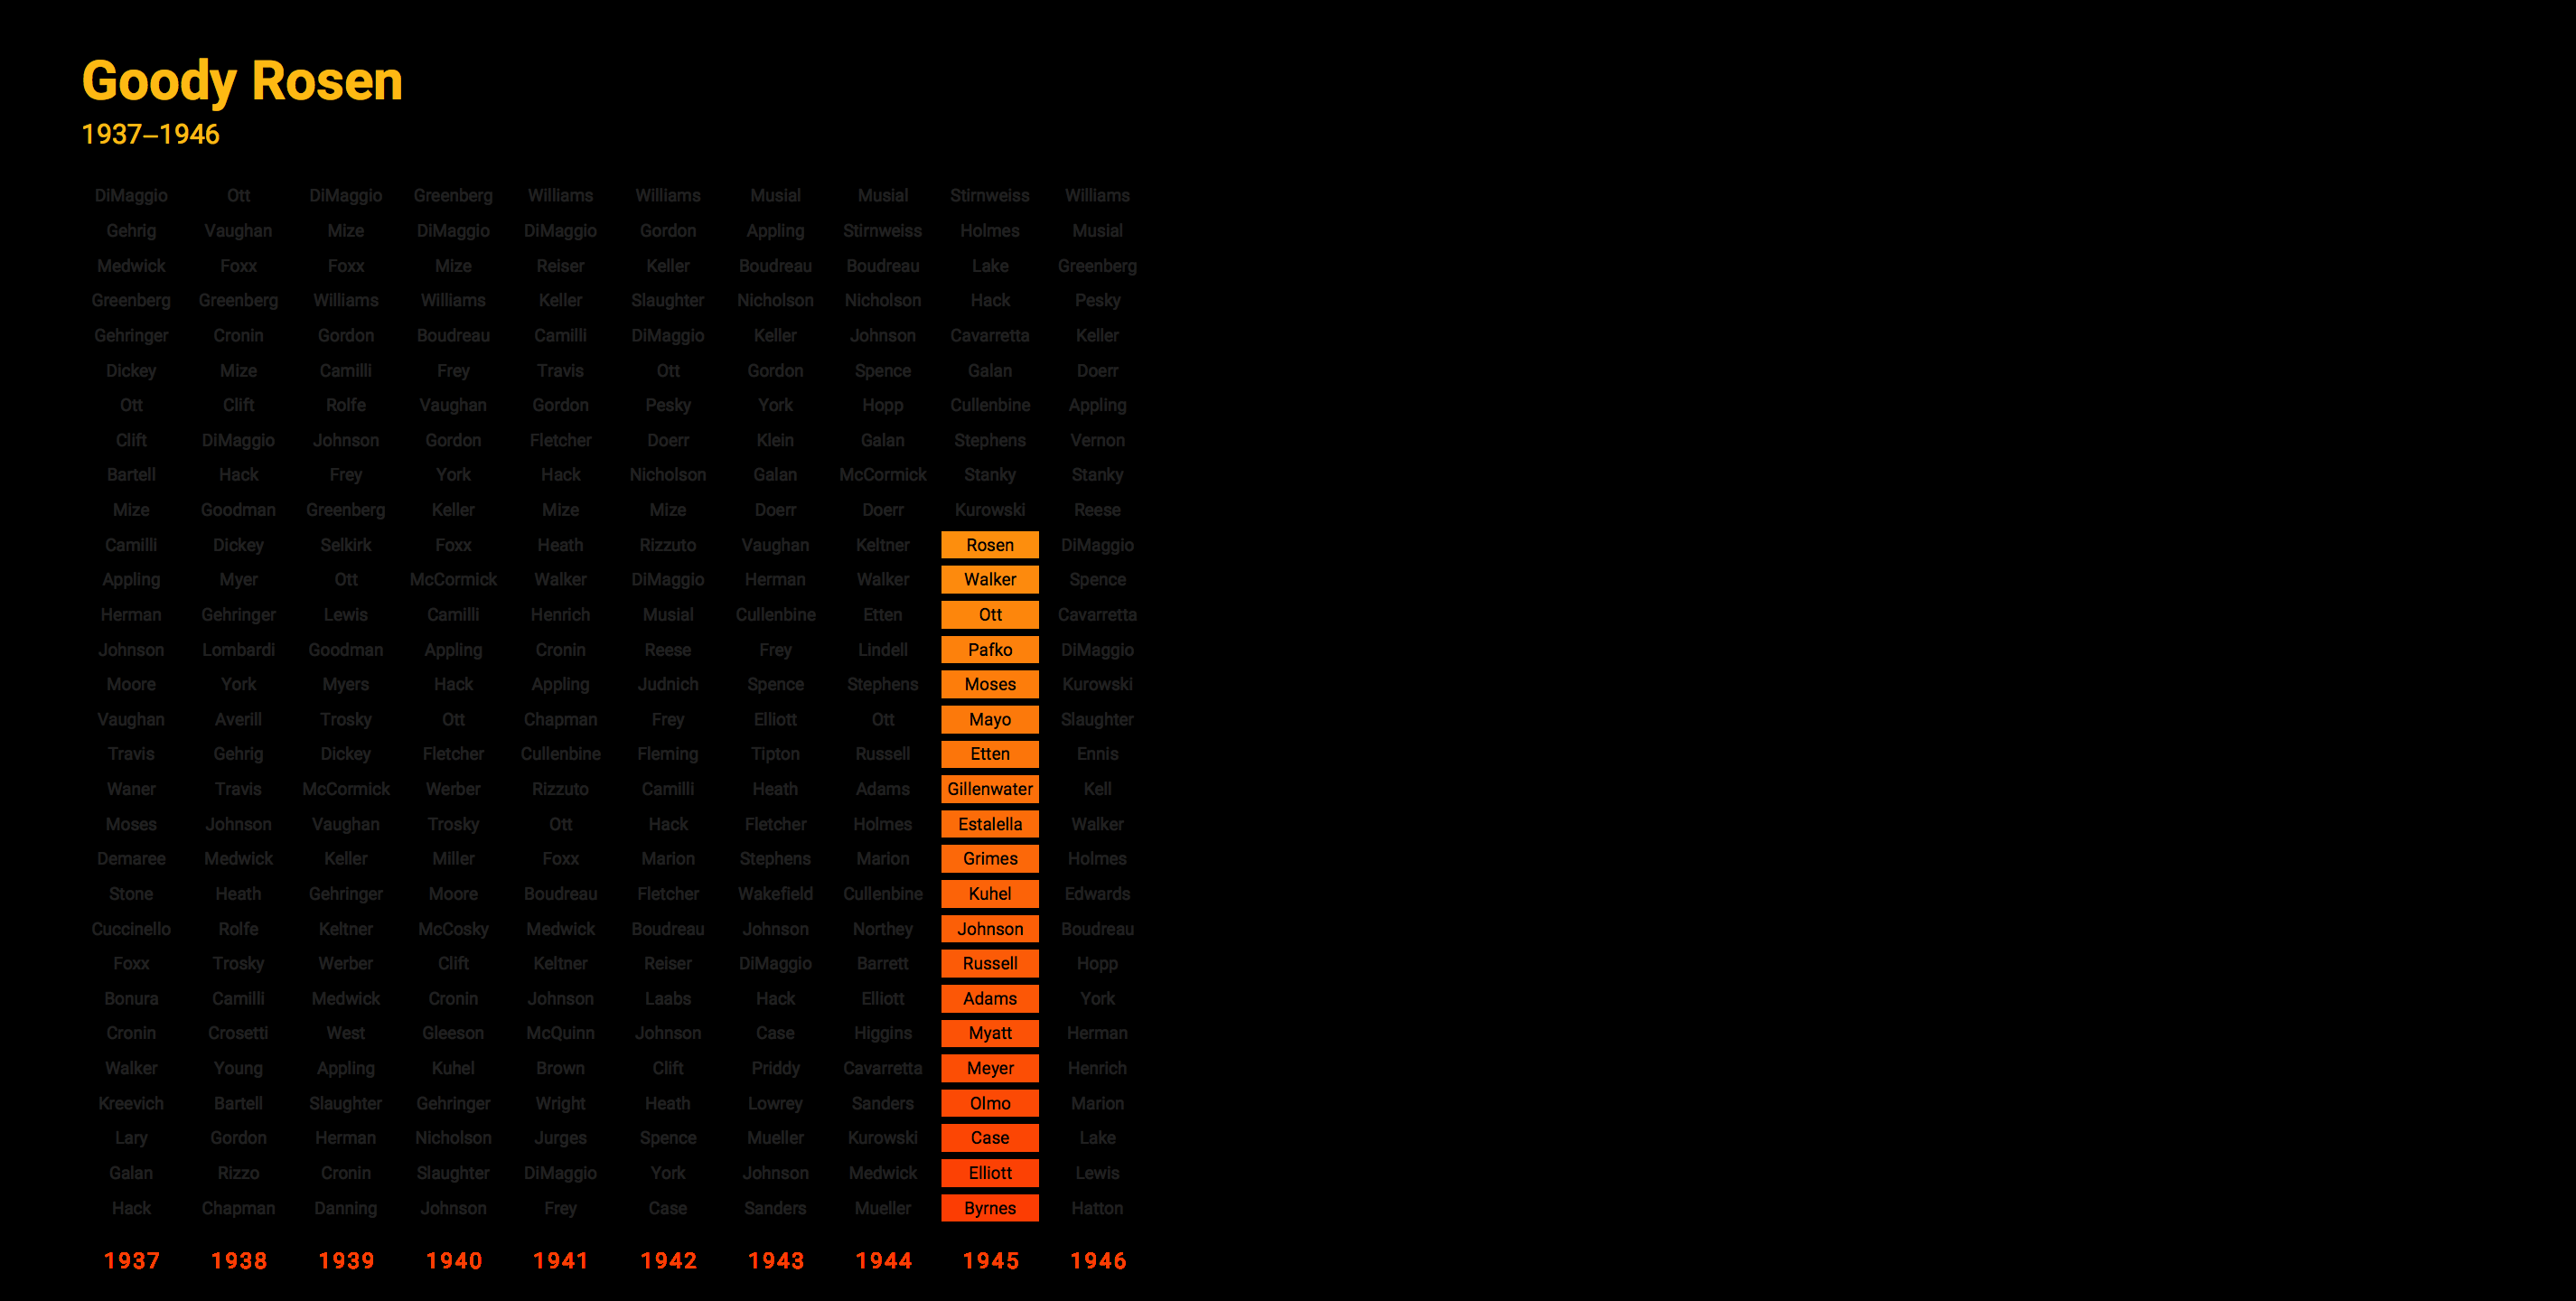 Goody Rosen
1937–1946
DiMaggio Ott DiMaggio Greenberg Williams Williams Musial Musial Stirnweiss Williams
Gehrig Vaughan Mize DiMaggio DiMaggio Gordon Appling Stirnweiss Holmes Musial
Medwick Foxx Foxx Mize Reiser Keller Boudreau Boudreau Lake Greenberg
Greenberg Greenberg Williams Williams Keller Slaughter Nicholson Nicholson Hack Pesky
Gehringer Cronin Gordon Boudreau Camilli DiMaggio Keller Johnson Cavarretta Keller
Dickey Mize Camilli Frey Travis Ott Gordon Spence Galan Doerr
Ott Clift Rolfe Vaughan Gordon Pesky York Hopp Cullenbine Appling
Clift DiMaggio Johnson Gordon Fletcher Doerr Klein Galan Stephens Vernon
Bartell Hack Frey York Hack Nicholson Galan McCormick Stanky Stanky
Mize Goodman Greenberg Keller Mize Mize Doerr Doerr Kurowski Reese
Camilli Dickey Selkirk Foxx Heath Rizzuto Vaughan Keltner Rosen DiMaggio
Appling Myer Ott McCormick Walker DiMaggio Herman Walker Walker Spence
Herman Gehringer Lewis Camilli Henrich Musial Cullenbine Etten Ott Cavarretta
Johnson Lombardi Goodman Appling Cronin Reese Frey Lindell Pafko DiMaggio
Moore York Myers Hack Appling Judnich Spence Stephens Moses Kurowski
Vaughan Averill Trosky Ott Chapman Frey Elliott Ott Mayo Slaughter
Travis Gehrig Dickey Fletcher Cullenbine Fleming Tipton Russell Etten Ennis
Waner Travis McCormick Werber Rizzuto Camilli Heath Adams Gillenwater Kell
Moses Johnson Vaughan Trosky Ott Hack Fletcher Holmes Estalella Walker
Demaree Medwick Keller Miller Foxx Marion Stephens Marion Grimes Holmes
Stone Heath Gehringer Moore Boudreau Fletcher Wakefield Cullenbine Kuhel Edwards
Cuccinello Rolfe Keltner McCosky Medwick Boudreau Johnson Northey Johnson Boudreau
Foxx Trosky Werber Clift Keltner Reiser DiMaggio Barrett Russell Hopp
Bonura Camilli Medwick Cronin Johnson Laabs Hack Elliott Adams York
Cronin Crosetti West Gleeson McQuinn Johnson Case Higgins Myatt Herman
Walker Young Appling Kuhel Brown Clift Priddy Cavarretta Meyer Henrich
Kreevich Bartell Slaughter Gehringer Wright Heath Lowrey Sanders Olmo Marion
Lary Gordon Herman Nicholson Jurges Spence Mueller Kurowski Case Lake
Galan Rizzo Cronin Slaughter DiMaggio York Johnson Medwick Elliott Lewis
Hack Chapman Danning Johnson Frey Case Sanders Mueller Byrnes Hatton
1937 1938 1939 1940 1941 1942 1943 1944 1945 1946